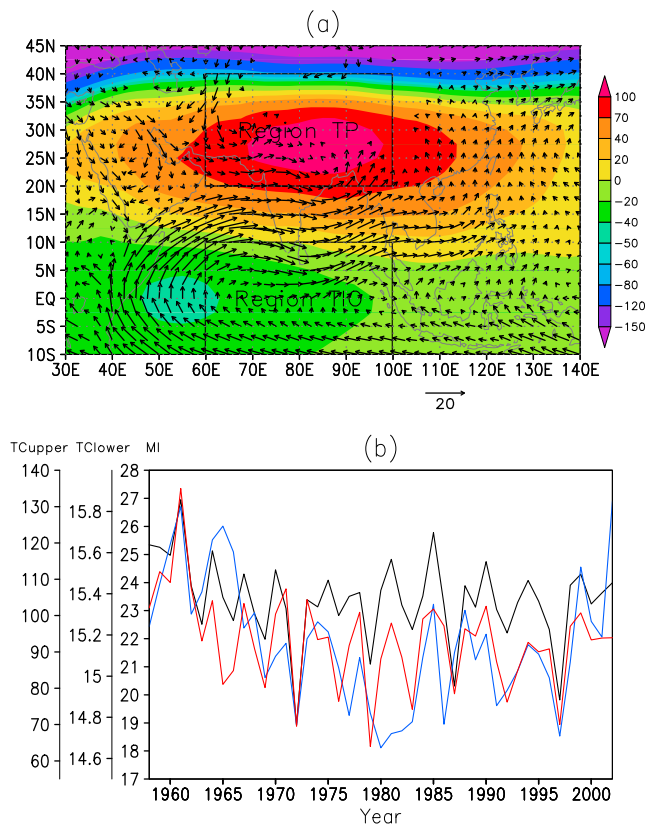 (a)
45N
40N
35N
30N
25N
20N
15N
10N
5N
EQ
5S
10S
Region TP
Region TIO
30E 40E 50E 60E 70E 80E 90E 100E 110E 120E 130E 140E
100
70
40
20
0
−20
−40
−60
−80
−120
−150
20
(b)
TCupper TClower MI
140
130
120
110
100
90
80
70
60
15.8
15.6
15.4
15.2
15
14.8
14.6
28
27
26
25
24
23
22
21
20
19
18
17
1960 1965 1970 1975 1980 1985 1990 1995 2000
Year